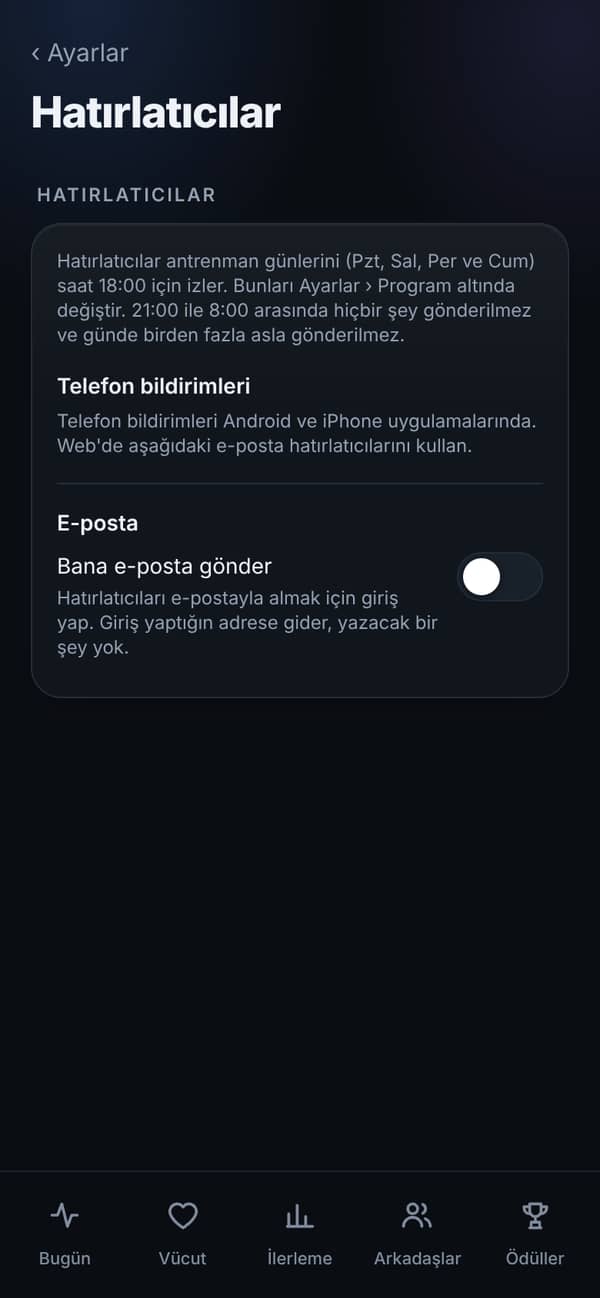 ‹ Ayarlar
Hatırlatıcılar
HATIRLATICILAR
Hatırlatıcılar antrenman günlerini (Pzt, Sal, Per ve Cum)
saat 18:00 için izler. Bunları Ayarlar › Program altında
değiştir. 21:00 ile 8:00 arasında hiçbir şey gönderilmez
ve günde birden fazla asla gönderilmez.
Telefon bildirimleri
Telefon bildirimleri Android ve iPhone uygulamalarında.
Web'de aşağıdaki e-posta hatırlatıcılarını kullan.
E-posta
Bana e-posta gönder
Hatırlatıcıları e-postayla almak için giriş
yap. Giriş yaptığın adrese gider, yazacak bir
şey yok.
Bugün
Vücut
İlerleme
Arkadaşlar
Ödüller